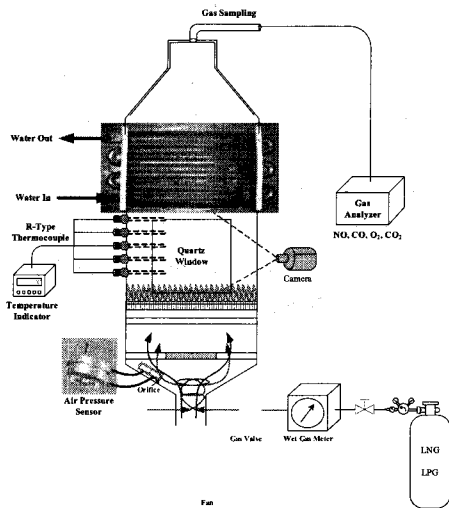 Gas Sampling
Water Out
Water In
Gas
Analyzer
NO, CO, O₂, CO₂
R-Type
Thermocouple
Quartz
Window
Camera
Temperature
Indicator
Orifice
Air Pressure
Sensor
Gas Valve
Wet Gas Meter
LNG
LPG
Fan